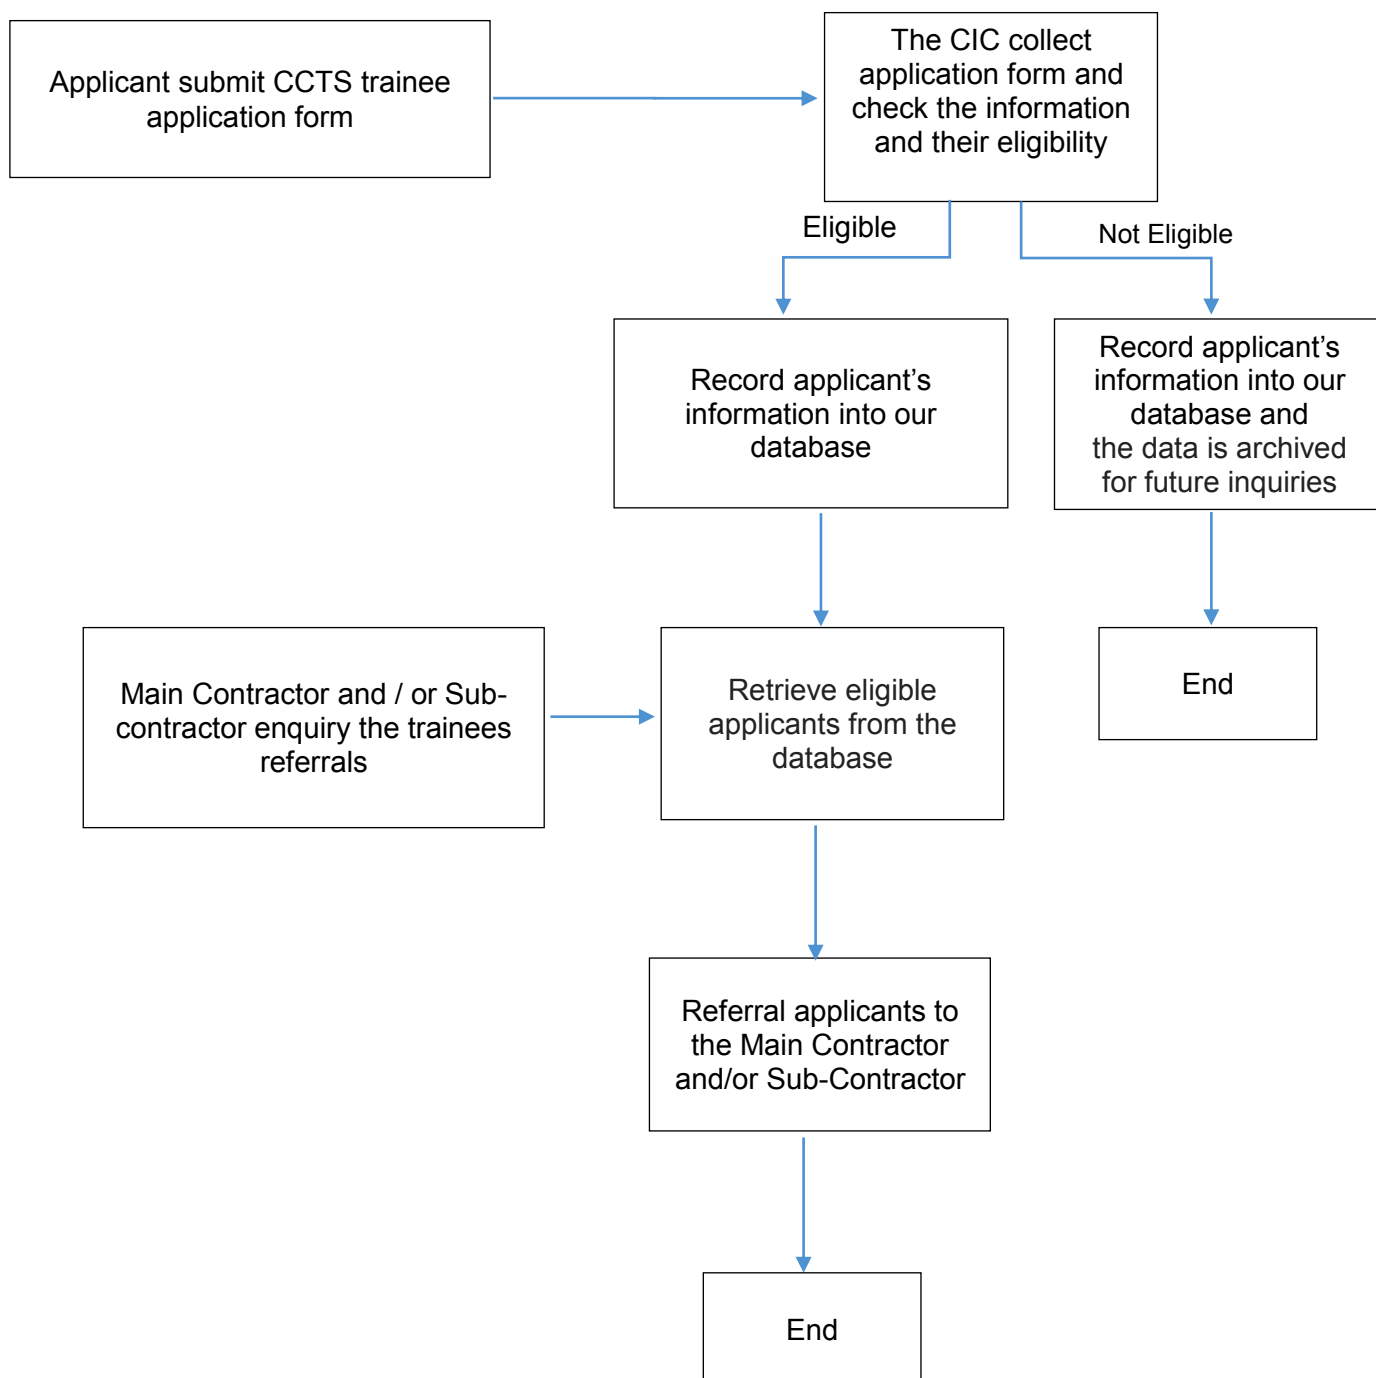 Applicant submit CCTS trainee
application form
The CIC collect
application form and
check the information
and their eligibility
Eligible
Not Eligible
Record applicant’s
information into our
database
Record applicant’s
information into our
database and
the data is archived
for future inquiries
Main Contractor and / or Sub-
contractor enquiry the trainees
referrals
Retrieve eligible
applicants from the
database
End
Referral applicants to
the Main Contractor
and/or Sub-Contractor
End